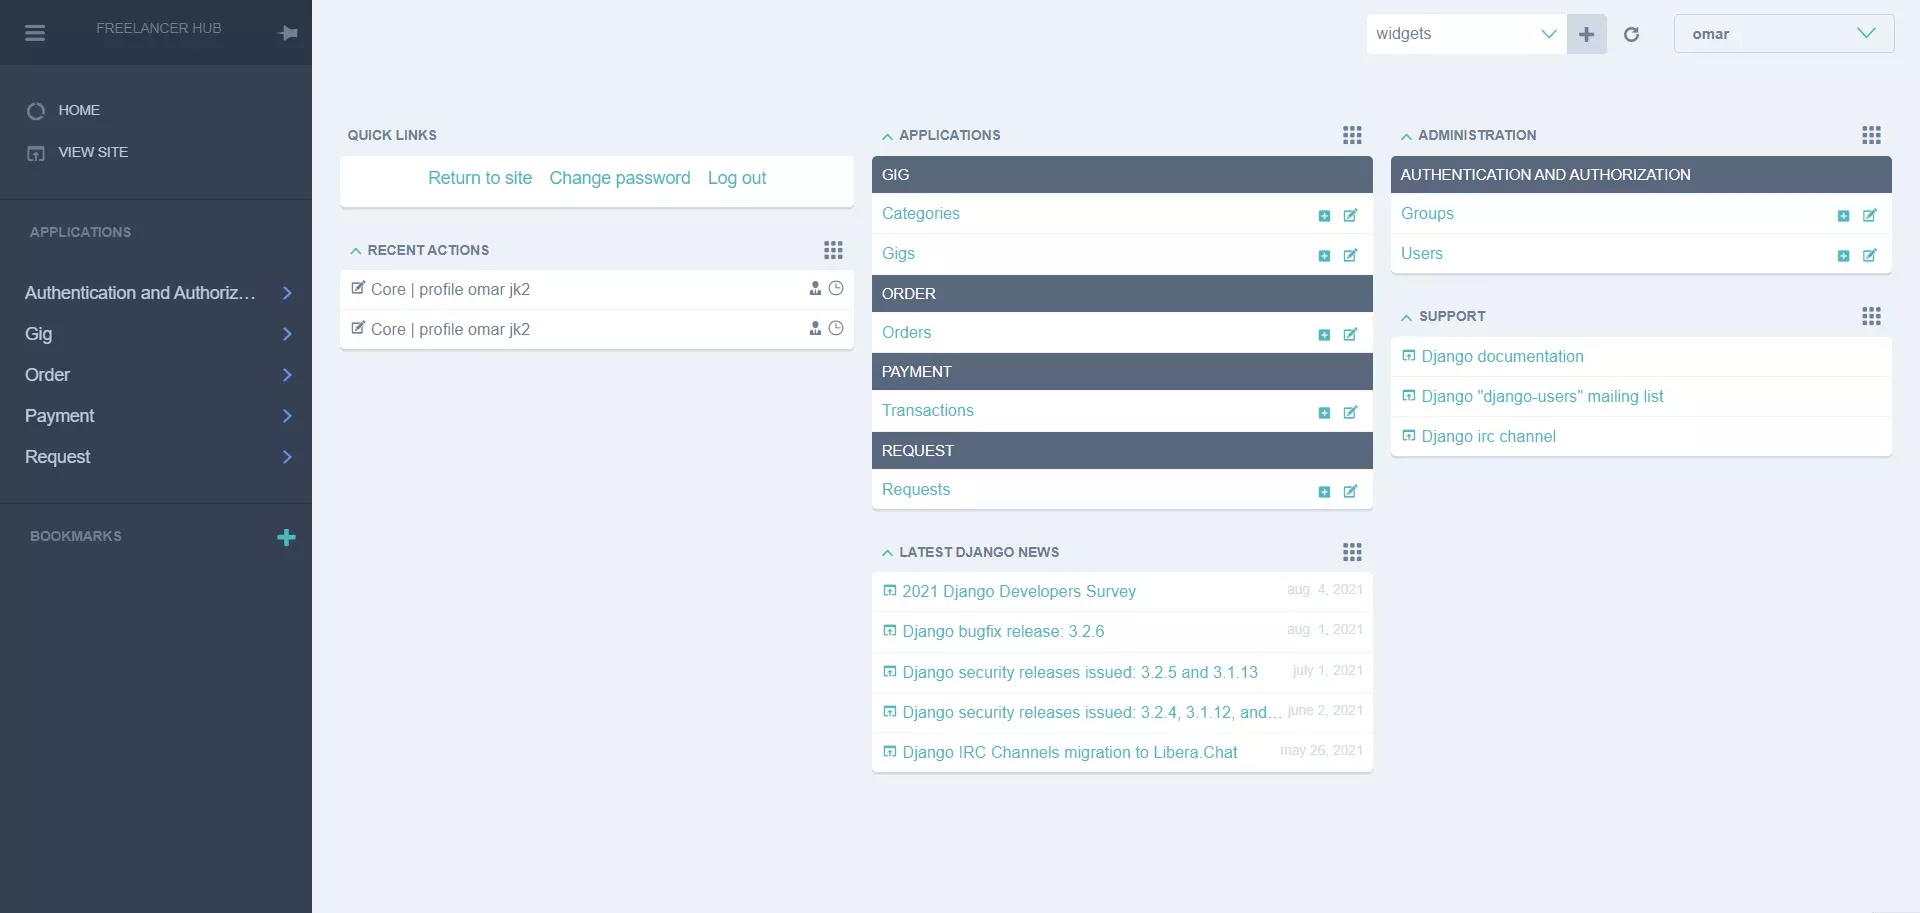 FREELANCER HUB
HOME
VIEW SITE
APPLICATIONS
Authentication and Authoriz...
Gig
Order
Payment
Request
BOOKMARKS
widgets
omar
QUICK LINKS
Return to site Change password Log out
RECENT ACTIONS
Core | profile omar jk2
Core | profile omar jk2
APPLICATIONS
GIG
Categories
Gigs
ORDER
Orders
PAYMENT
Transactions
REQUEST
Requests
LATEST DJANGO NEWS
2021 Django Developers Survey aug. 4, 2021
Django bugfix release: 3.2.6 aug. 1, 2021
Django security releases issued: 3.2.5 and 3.1.13 july 1, 2021
Django security releases issued: 3.2.4, 3.1.12, and... june 2, 2021
Django IRC Channels migration to Libera.Chat may 26, 2021
ADMINISTRATION
AUTHENTICATION AND AUTHORIZATION
Groups
Users
SUPPORT
Django documentation
Django "django-users" mailing list
Django irc channel